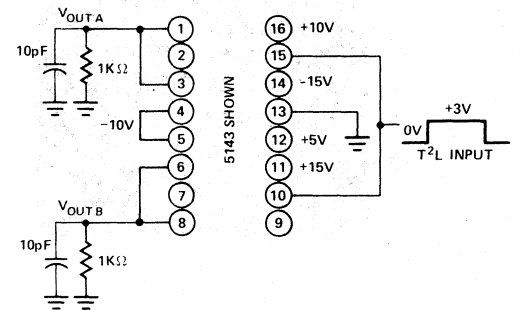 VOUT A
10pF
1KΩ
-10V
VOUT B
10pF
1KΩ
1
2
3
4
5
6
7
8
5143 SHOWN
16 +10V
15
14 -15V
13
12 +5V
11 +15V
10
9
0V
+3V
T²L INPUT